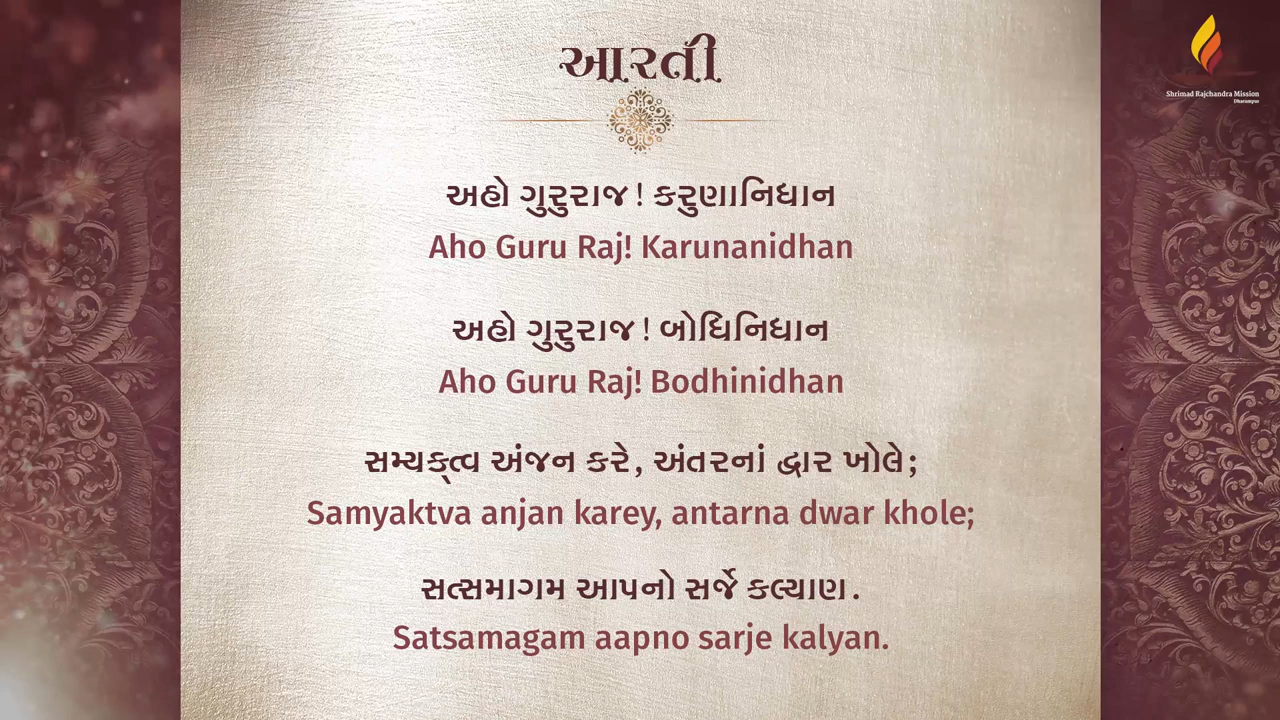 આરતી
Shrimad Rajchandra Mission
Dharampur
અહો ગુરુરાજ! કરુણાનિધાન
Aho Guru Raj! Karunanidhan
અહો ગુરુરાજ! બોધિનિધાન
Aho Guru Raj! Bodhinidhan
સમ્યક્ત્વ અંજન કરે, અંતરનાં દ્વાર ખોલે;
Samyaktva anjan karey, antarna dwar khole;
સત્સમાગમ આપનો સર્જે કલ્યાણ.
Satsamagam aapno sarje kalyan.